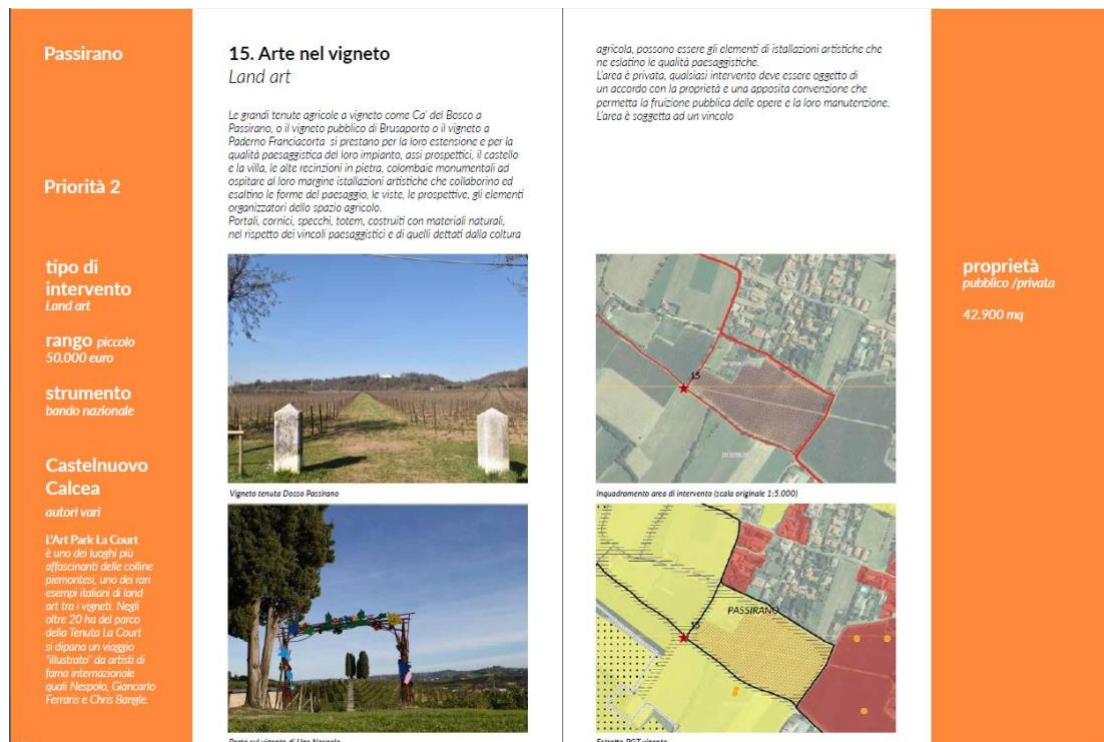 Passirano
Priorità 2
tipo di
intervento
Land art
rango piccolo
50.000 euro
strumento
bando nazionale
Castelnuovo
Calcea
autori vari
L'Art Park La Court
è uno dei luoghi più
affascinanti delle colline
piemontesi, uno dei rari
esempi italiani di land
art tra i vigneti. Negli
oltre 20 ha del parco
della Tenuta La Court
si dipana un viaggio
"illustrato" da artisti di
fama internazionale
quali Nespolo, Giancarlo
Ferraris e Chris Bangle.
15. Arte nel vigneto
Land art
Le grandi tenute agricole a vigneto come Ca' del Bosco a
Passirano, o il vigneto pubblico di Brusaporto o il vigneto a
Paderno Franciacorta si prestano per la loro estensione e per la
qualità paesaggistica del loro impianto, assi prospettici, il castello
e la villa, le alte recinzioni in pietra, colombaie monumentali ad
ospitare al loro margine istallazioni artistiche che collaborino ed
esaltino le forme del paesaggio, le viste, le prospettive, gli elementi
organizzatori dello spazio agricolo.
Portali, cornici, specchi, totem, costruiti con materiali naturali,
nel rispetto dei vincoli paesaggistici e di quelli dettati dalla coltura
Vigneto tenuta Dosso Passirano
Porta sul vigneto di Ugo Nespolo
agricola, possono essere gli elementi di istallazioni artistiche che
ne eslatino le qualità paesaggistiche.
L'area è privata, qualsiasi intervento deve essere oggetto di
un accordo con la proprietà e una apposita convenzione che
permetta la fruizione pubblica delle opere e la loro manutenzione.
L'area è soggetta ad un vincolo
15
Inquadramento area di intervento (scala originale 1:5.000)
PASSIRANO
15
Estratto PGT vigente
proprietà
pubblico /privata
42.900 mq